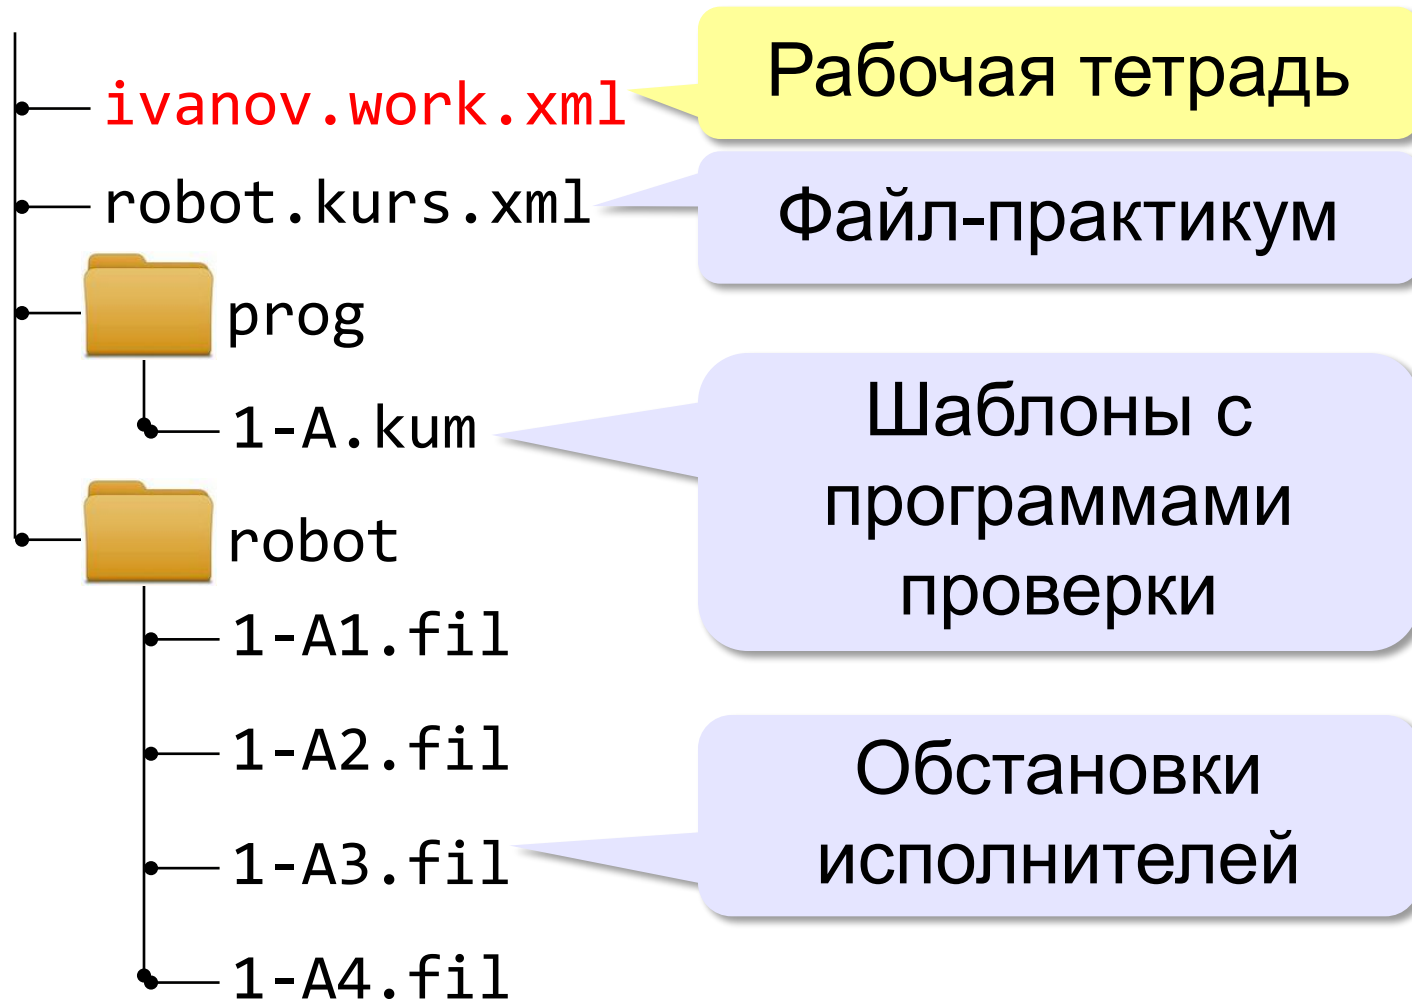 ivanov.work.xml
Рабочая тетрадь
robot.kurs.xml
Файл-практикум
prog
1-A.kum
Шаблоны с
программами
проверки
robot
1-A1.fil
1-A2.fil
1-A3.fil
Обстановки
исполнителей
1-A4.fil